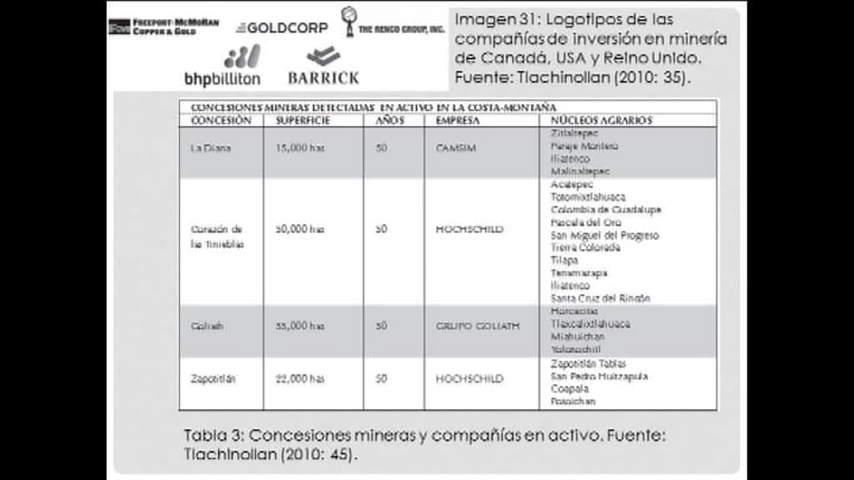 FREEPORT-McMoRAN
COPPER & GOLD
GOLDCORP
THE RENCO GROUP, INC.
bhpbilliton
BARRICK
Imagen 31: Logotipos de las
compañías de inversión en minería
de Canadá, USA y Reino Unido.
Fuente: Tlachinollan (2010: 35).
CONCESIONES MINERAS DETECTADAS EN ACTIVO EN LA COSTA-MONTAÑA
CONCESIÓN SUPERFICIE AÑOS EMPRESA NÚCLEOS AGRARIOS
La Diana 15,000 has 50 CAMSIM
Zitlaltepec
Paraje Montero
Iliatenco
Malinaltepec
Corazón de
las Tinieblas
50,000 has 50 HOCHSCHILD
Acatepec
Totomixtlahuaca
Colombia de Guadalupe
Parcela del Oro
San Miguel del Progreso
Tierra Colorada
Tilapa
Tenamazapa
Iliatenco
Santa Cruz del Rincón
Goliath 55,000 has 50 GRUPO GOLIATH
Tlaxcalixtlahuaca
Miahuichan
Zapotitlán 22,000 has 50 HOCHSCHILD
Zapotitlán Tablas
San Pedro Huitzapula
Coapala
Tabla 3: Concesiones mineras y compañías en activo. Fuente:
Tlachinollan (2010: 45).